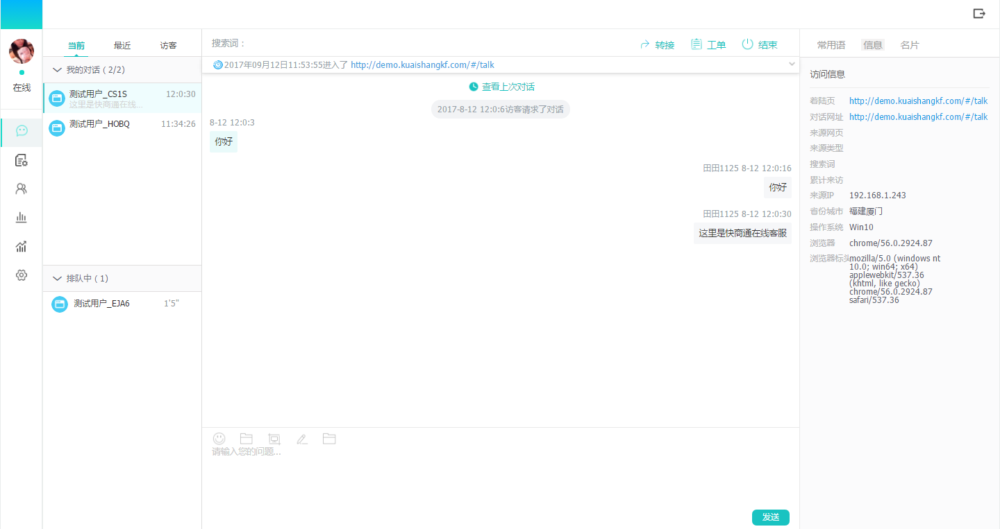 在线
当前 最近 访客
我的对话 ( 2/2)
测试用户_CS1S 12:0:30
这里是快商通在线...
测试用户_HOBQ 11:34:26
排队中 ( 1)
测试用户_EJA6 1'5"
搜索词： 转接 工单 结束
2017年09月12日11:53:55进入了 http://demo.kuaishangkf.com/#/talk
查看上次对话
2017-8-12 12:0:6访客请求了对话
8-12 12:0:3
你好
田田1125 8-12 12:0:16
你好
田田1125 8-12 12:0:30
这里是快商通在线客服
请输入您的问题...
发送
常用语 信息 名片
访问信息
着陆页 http://demo.kuaishangkf.com/#/talk
对话网址 http://demo.kuaishangkf.com/#/talk
来源网页
来源类型
搜索词
累计来访
来源IP 192.168.1.243
省份城市 福建厦门
操作系统 Win10
浏览器 chrome/56.0.2924.87
浏览器标头 mozilla/5.0 (windows nt
10.0; win64; x64)
applewebkit/537.36
(khtml, like gecko)
chrome/56.0.2924.87
safari/537.36